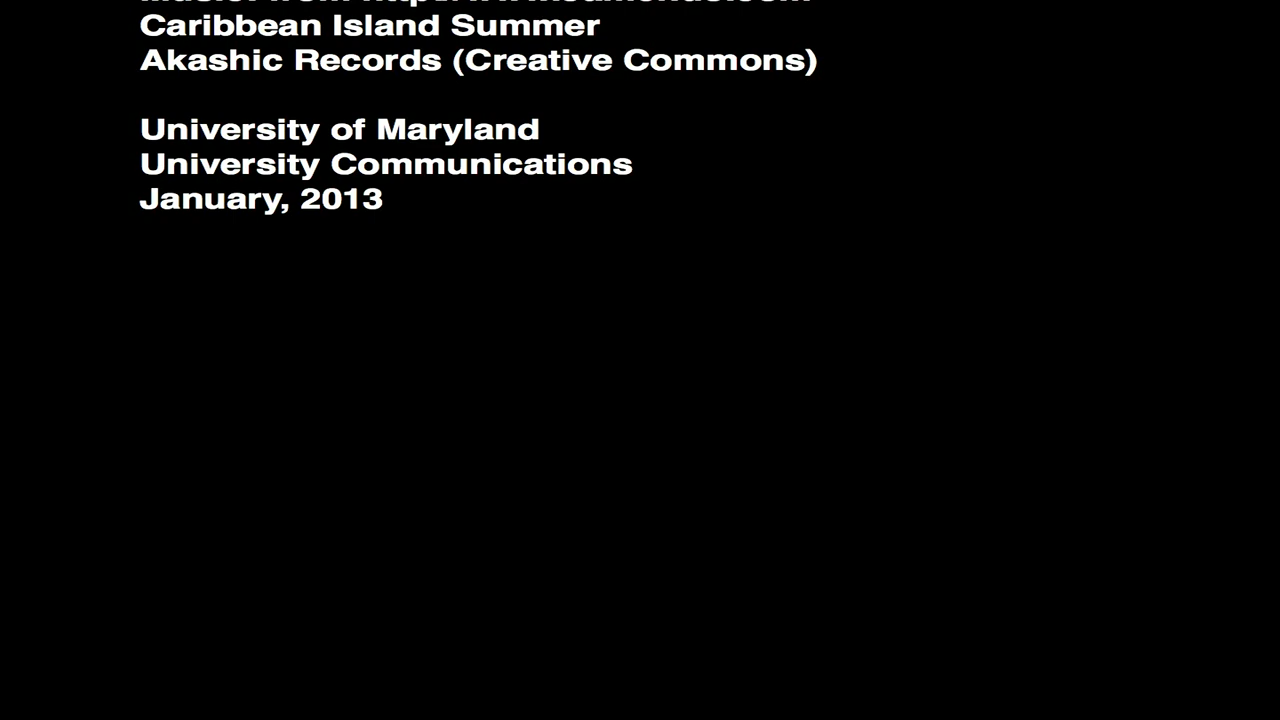 Caribbean Island Summer
Akashic Records (Creative Commons)
University of Maryland
University Communications
January, 2013